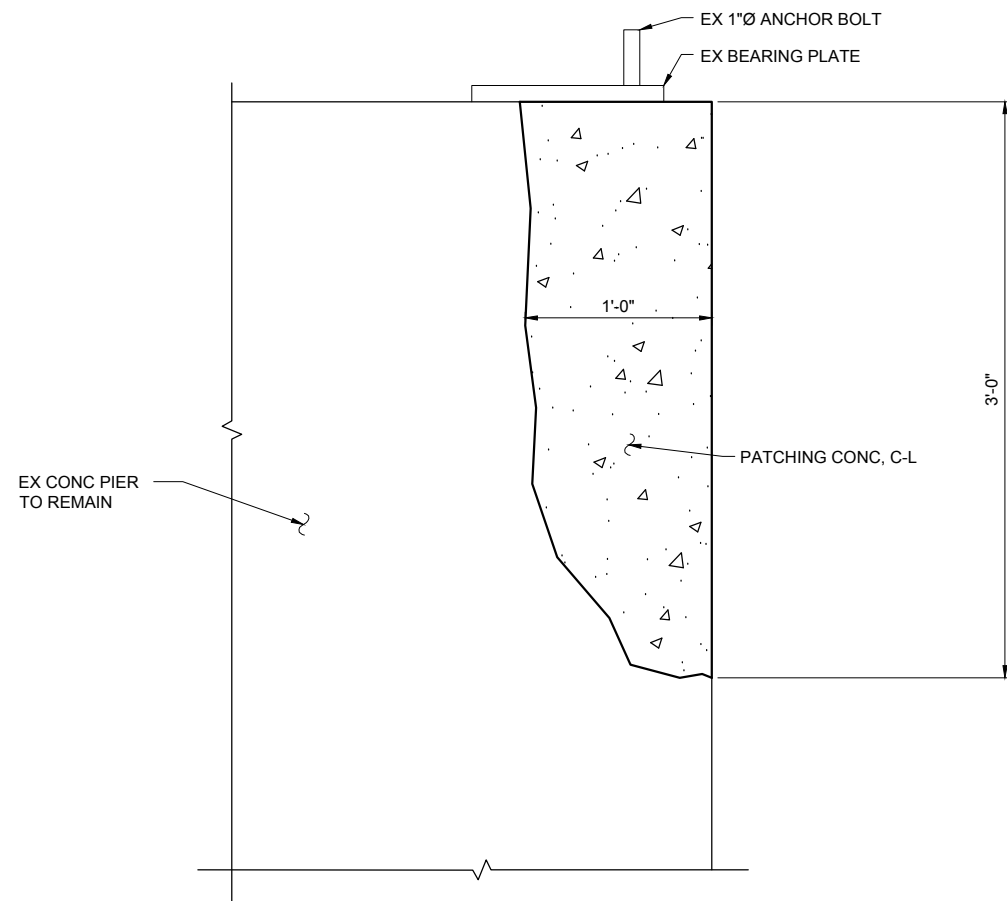 EX 1"Ø ANCHOR BOLT
EX BEARING PLATE
1'-0"
3'-0"
PATCHING CONC, C-L
EX CONC PIER
TO REMAIN